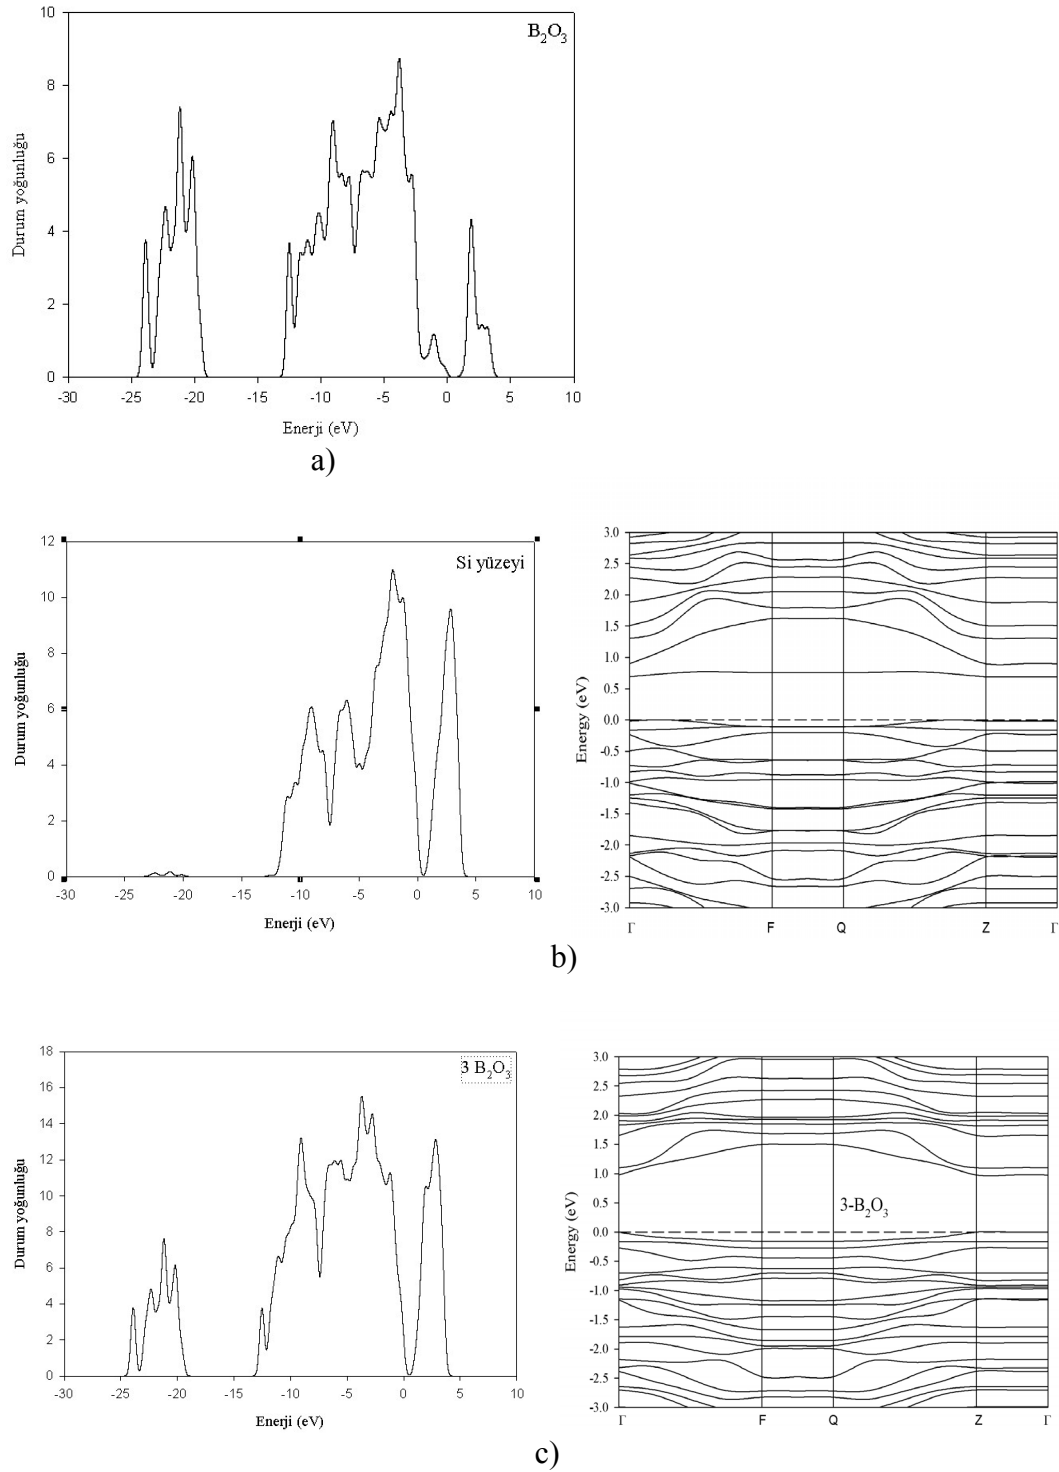 10
8
6
4
2
0
Durum yoğunluğu
B2O3
-30 -25 -20 -15 -10 -5 0 5 10
Enerji (eV)
a)
12
10
8
6
4
2
0
Durum yoğunluğu
Si yüzeyi
-30 -25 -20 -15 -10 -5 0 5 10
Enerji (eV)
3.0
2.5
2.0
1.5
1.0
0.5
0.0
-0.5
-1.0
-1.5
-2.0
-2.5
-3.0
Energy (eV)
Γ F Q Z Γ
b)
18
16
14
12
10
8
6
4
2
0
Durum yoğunluğu
3 B2O3
-30 -25 -20 -15 -10 -5 0 5 10
Enerji (eV)
3.0
2.5
2.0
1.5
1.0
0.5
0.0
-0.5
-1.0
-1.5
-2.0
-2.5
-3.0
Energy (eV)
3-B2O3
Γ F Q Z Γ
c)